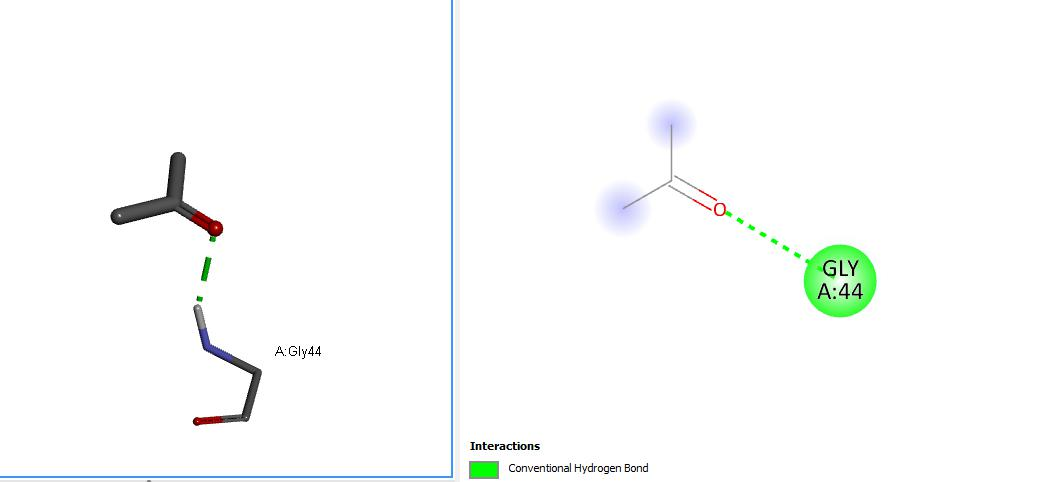 A:Gly44
O
GLY
A:44
Interactions
Conventional Hydrogen Bond